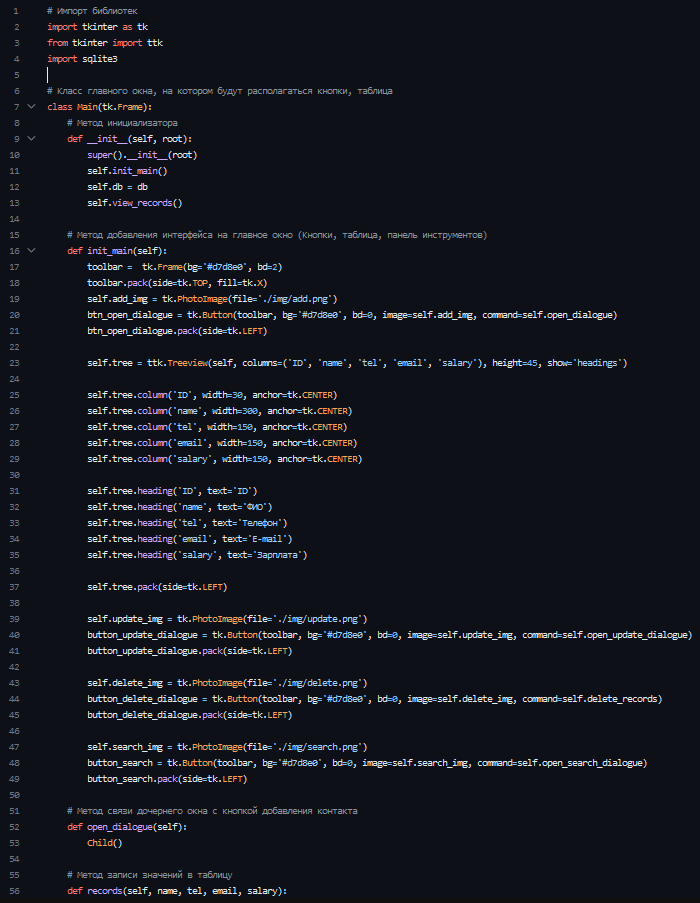 1 # Импорт библиотек
2 import tkinter as tk
3 from tkinter import ttk
4 import sqlite3
5
6 # Класс главного окна, на котором будут располагаться кнопки, таблица
7 class Main(tk.Frame):
8 # Метод инициализатора
9 def __init__(self, root):
10 super().__init__(root)
11 self.init_main()
12 self.db = db
13 self.view_records()
14
15 # Метод добавления интерфейса на главное окно (Кнопки, таблица, панель инструментов)
16 def init_main(self):
17 toolbar =  tk.Frame(bg='#d7d8e0', bd=2)
18 toolbar.pack(side=tk.TOP, fill=tk.X)
19 self.add_img = tk.PhotoImage(file='./img/add.png')
20 btn_open_dialogue = tk.Button(toolbar, bg='#d7d8e0', bd=0, image=self.add_img, command=self.open_dialogue)
21 btn_open_dialogue.pack(side=tk.LEFT)
22
23 self.tree = ttk.Treeview(self, columns=('ID', 'name', 'tel', 'email', 'salary'), height=45, show='headings')
24
25 self.tree.column('ID', width=30, anchor=tk.CENTER)
26 self.tree.column('name', width=300, anchor=tk.CENTER)
27 self.tree.column('tel', width=150, anchor=tk.CENTER)
28 self.tree.column('email', width=150, anchor=tk.CENTER)
29 self.tree.column('salary', width=150, anchor=tk.CENTER)
30
31 self.tree.heading('ID', text='ID')
32 self.tree.heading('name', text='ФИО')
33 self.tree.heading('tel', text='Телефон')
34 self.tree.heading('email', text='E-mail')
35 self.tree.heading('salary', text='Зарплата')
36
37 self.tree.pack(side=tk.LEFT)
38
39 self.update_img = tk.PhotoImage(file='./img/update.png')
40 button_update_dialogue = tk.Button(toolbar, bg='#d7d8e0', bd=0, image=self.update_img, command=self.open_update_dialogue)
41 button_update_dialogue.pack(side=tk.LEFT)
42
43 self.delete_img = tk.PhotoImage(file='./img/delete.png')
44 button_delete_dialogue = tk.Button(toolbar, bg='#d7d8e0', bd=0, image=self.delete_img, command=self.delete_records)
45 button_delete_dialogue.pack(side=tk.LEFT)
46
47 self.search_img = tk.PhotoImage(file='./img/search.png')
48 button_search = tk.Button(toolbar, bg='#d7d8e0', bd=0, image=self.search_img, command=self.open_search_dialogue)
49 button_search.pack(side=tk.LEFT)
50
51 # Метод связи дочернего окна с кнопкой добавления контакта
52 def open_dialogue(self):
53 Child()
54
55 # Метод записи значений в таблицу
56 def records(self, name, tel, email, salary):